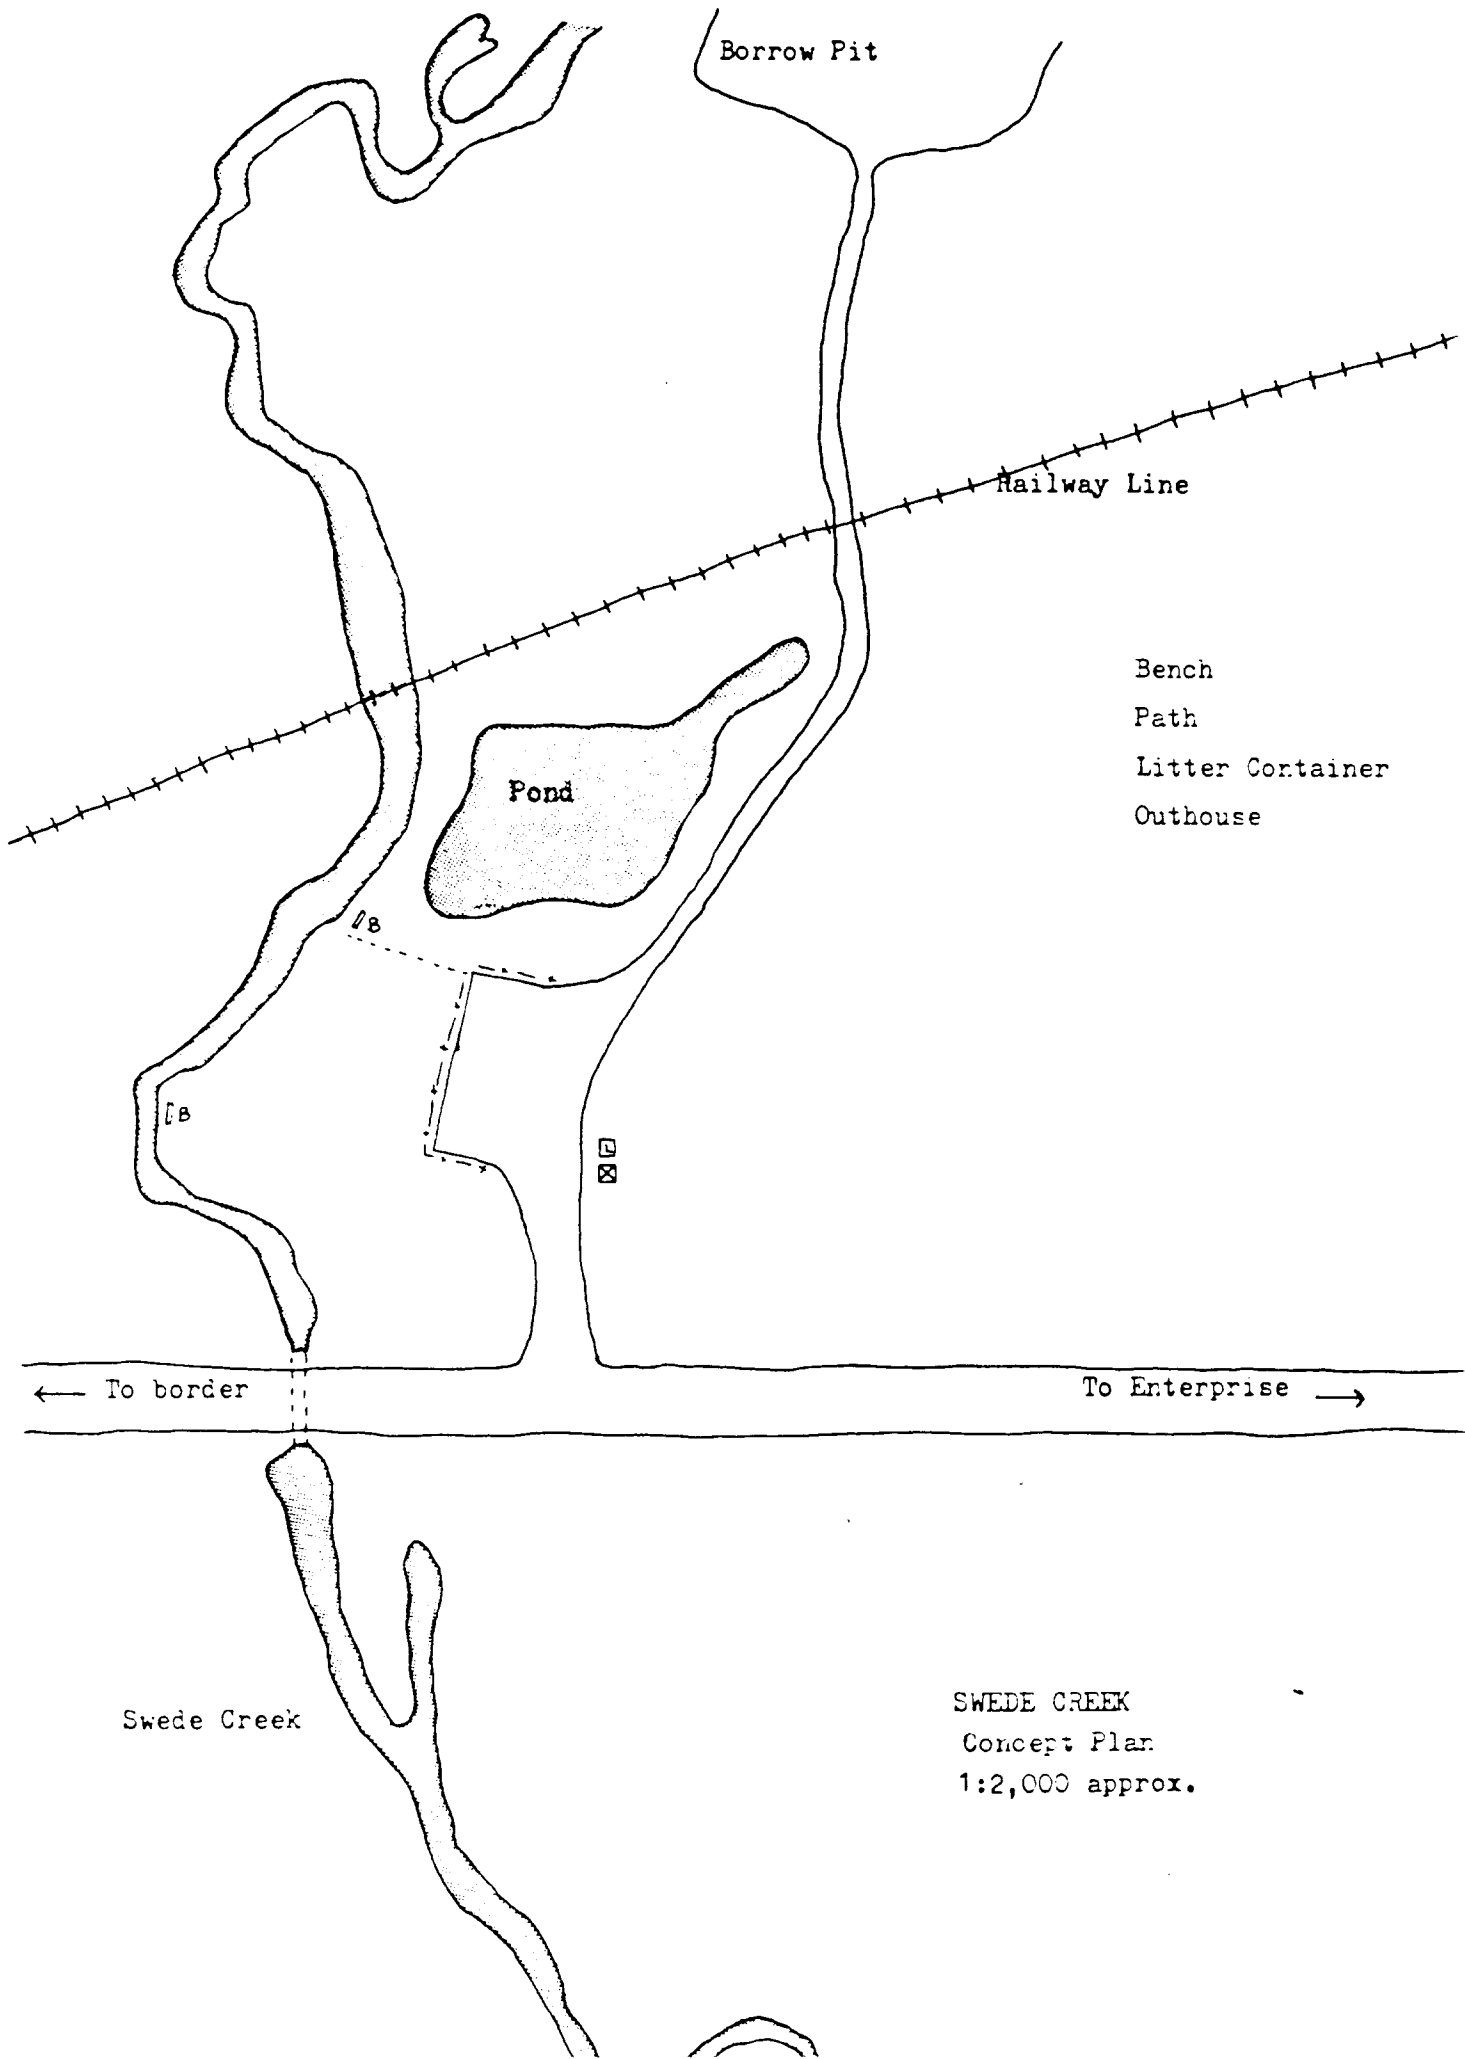 Borrow Pit
Railway Line
Bench
Path
Litter Container
Outhouse
Pond
B
B
L
← To border
To Enterprise →
Swede Creek
SWEDE CREEK
Concept Plan
1:2,000 approx.